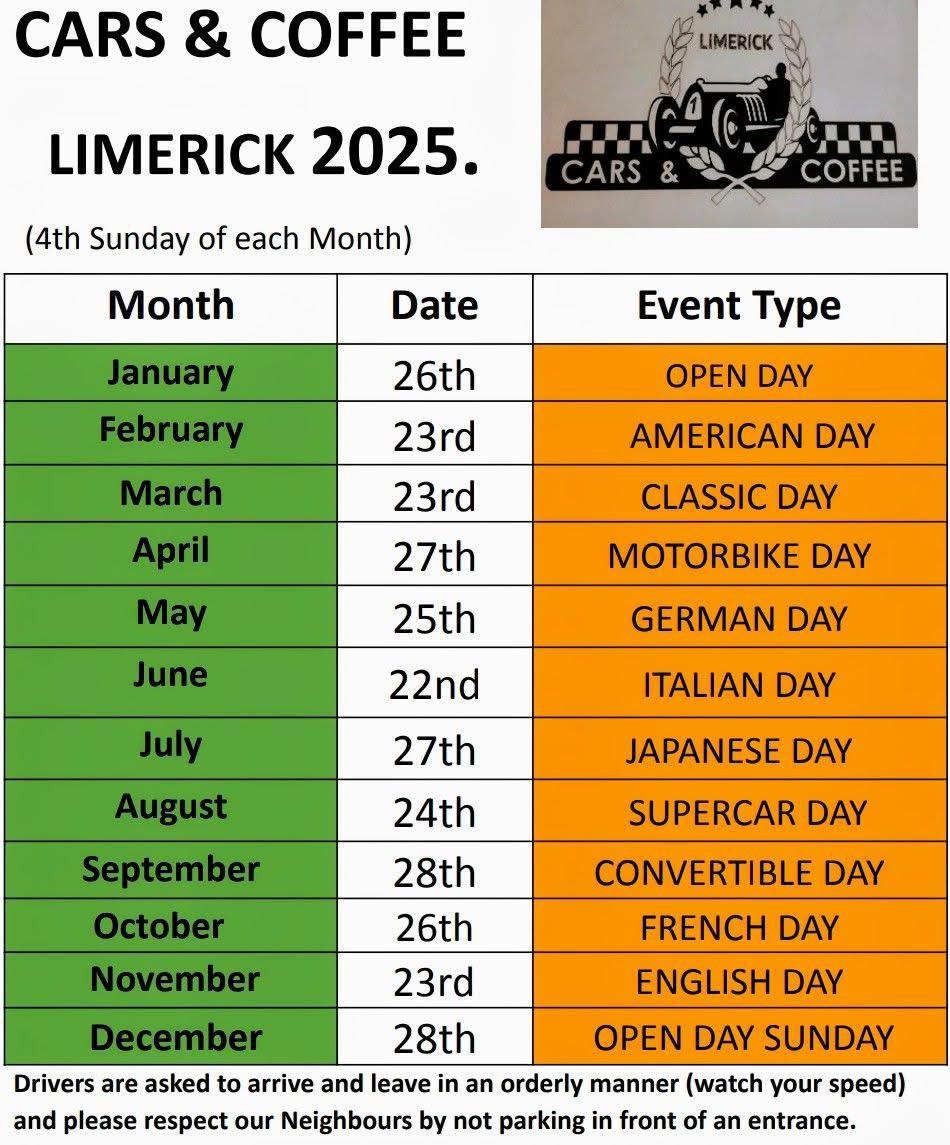 CARS & COFFEE
LIMERICK 2025.
(4th Sunday of each Month)
LIMERICK
1
CARS & COFFEE
Month Date Event Type
January 26th OPEN DAY
February 23rd AMERICAN DAY
March 23rd CLASSIC DAY
April 27th MOTORBIKE DAY
May 25th GERMAN DAY
June 22nd ITALIAN DAY
July 27th JAPANESE DAY
August 24th SUPERCAR DAY
September 28th CONVERTIBLE DAY
October 26th FRENCH DAY
November 23rd ENGLISH DAY
December 28th OPEN DAY SUNDAY
Drivers are asked to arrive and leave in an orderly manner (watch your speed)
and please respect our Neighbours by not parking in front of an entrance.